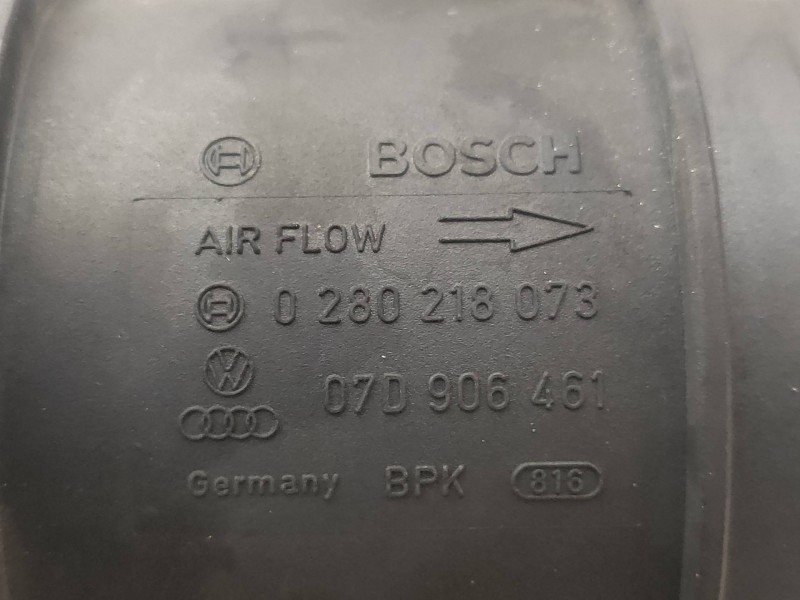 BOSCH
AIR FLOW
0 280 218 073
07D 906 461
Germany BPK 816